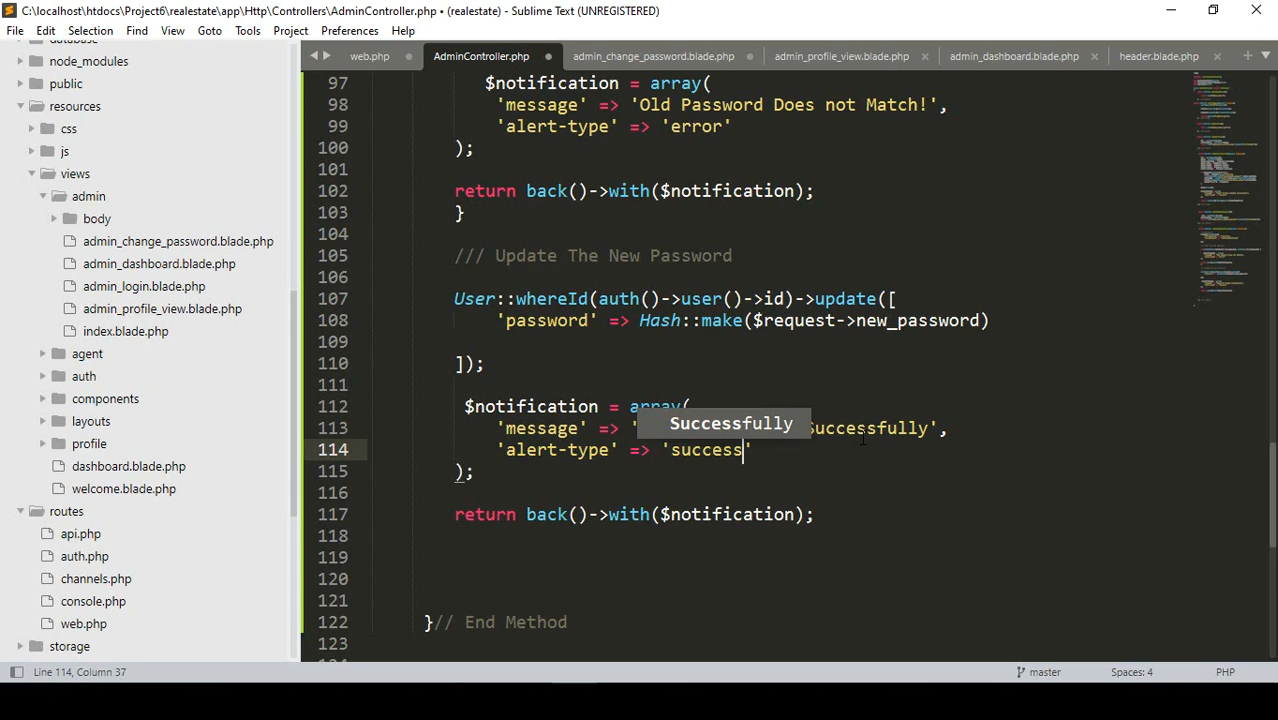 C:\localhost\htdocs\Project6\realestate\app\Http\Controllers\AdminController.php • (realestate) - Sublime Text (UNREGISTERED)
File Edit Selection Find View Goto Tools Project Preferences Help
web.php AdminController.php admin_change_password.blade.php admin_profile_view.blade.php admin_dashboard.blade.php header.blade.php
node_modules
public
resources
css
js
views
admin
body
admin_change_password.blade.php
admin_dashboard.blade.php
admin_login.blade.php
admin_profile_view.blade.php
index.blade.php
agent
auth
components
layouts
profile
dashboard.blade.php
welcome.blade.php
routes
api.php
auth.php
channels.php
console.php
web.php
storage
97 $notification = array(
98 'message' => 'Old Password Does not Match!',
99 'alert-type' => 'error'
100 );
101
102 return back()->with($notification);
103 }
104
105 /// Update The New Password
106
107 User::whereId(auth()->user()->id)->update([
108 'password' => Hash::make($request->new_password)
109
110 ]);
111
112 $notification = array(
113 'message' => ' Successfully',
Successfully
114 'alert-type' => 'success'
115 );
116
117 return back()->with($notification);
118
119
120
121
122 }// End Method
123
Line 114, Column 37 master Spaces: 4 PHP